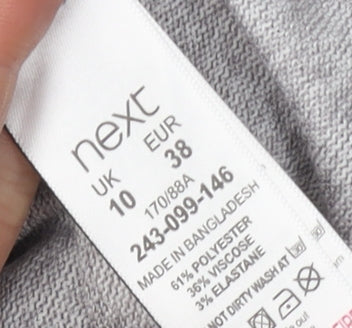 next
UK EUR
10 38
170/88A
243-099-146
MADE IN BANGLADESH
61% POLYESTER
36% VISCOSE
3% ELASTANE
NOT DIRTY WASH AT
out